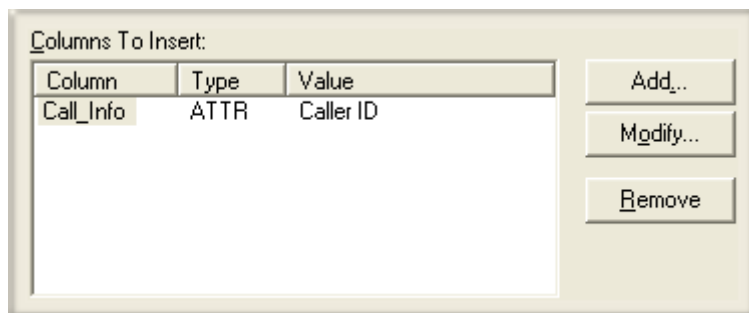 Columns To Insert:
Column Type Value
Call_Info ATTR Caller ID
Add...
Modify...
Remove